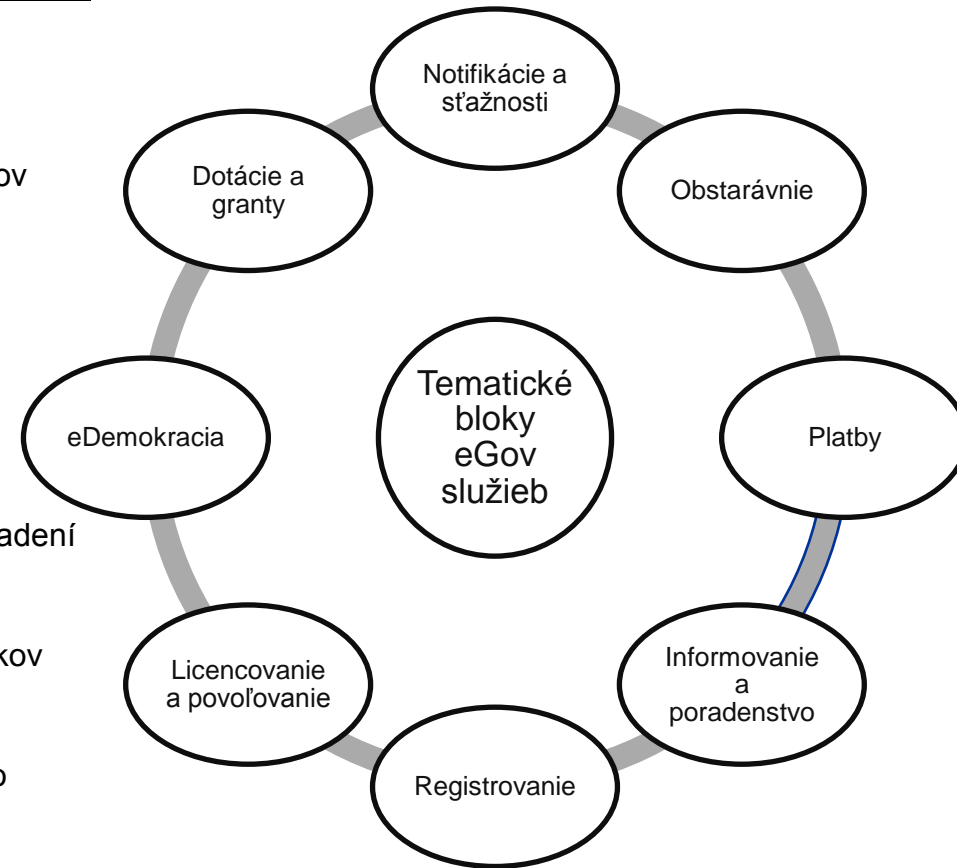 Notifikácie a
sťažnosti
Dotácie a
granty
Obstarávnie
eDemokracia
Tematické
bloky
eGov
služieb
Platby
Licencovanie
a povoľovanie
Informovanie
a
poradenstvo
Registrovanie